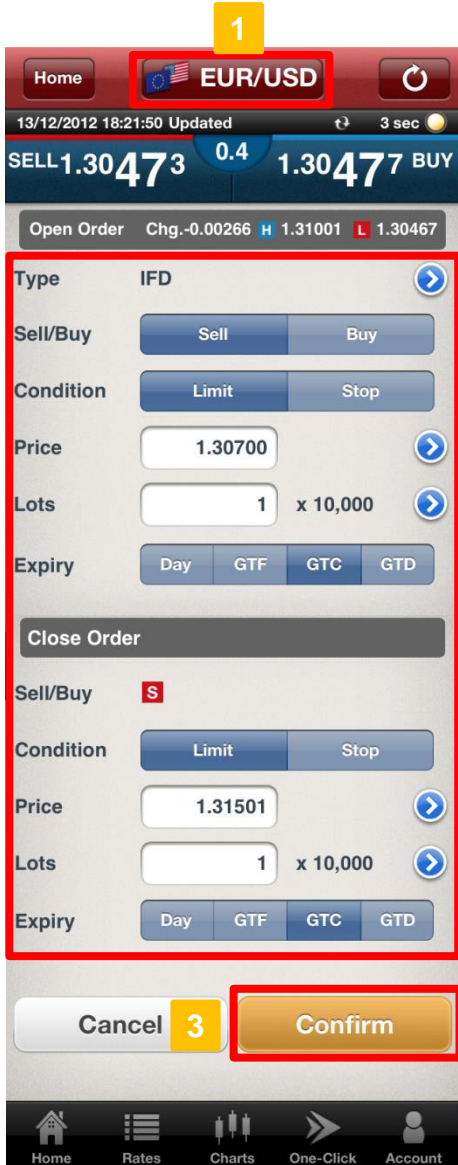 1
Home EUR/USD
13/12/2012 18:21:50 Updated 3 sec
SELL 1.30473 0.4 1.30477 BUY
Open Order Chg.-0.00266 H 1.31001 L 1.30467
Type IFD
Sell/Buy Sell Buy
Condition Limit Stop
Price 1.30700
Lots 1 x 10,000
Expiry Day GTF GTC GTD
Close Order
Sell/Buy S
Condition Limit Stop
Price 1.31501
Lots 1 x 10,000
Expiry Day GTF GTC GTD
Cancel 3 Confirm
Home Rates Charts One-Click Account